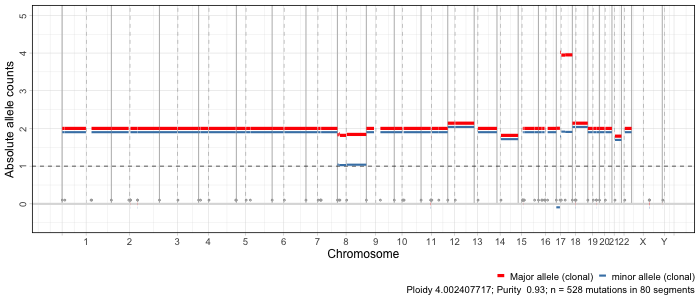 Absolute allele counts
5
4
3
2
1
0
1 2 3 4 5 6 7 8 9 10 11 12 13 14 15 16 17 18 19 20 21 22 X Y
Chromosome
Major allele (clonal) minor allele (clonal)
Ploidy 4.002407717; Purity 0.93; n = 528 mutations in 80 segments